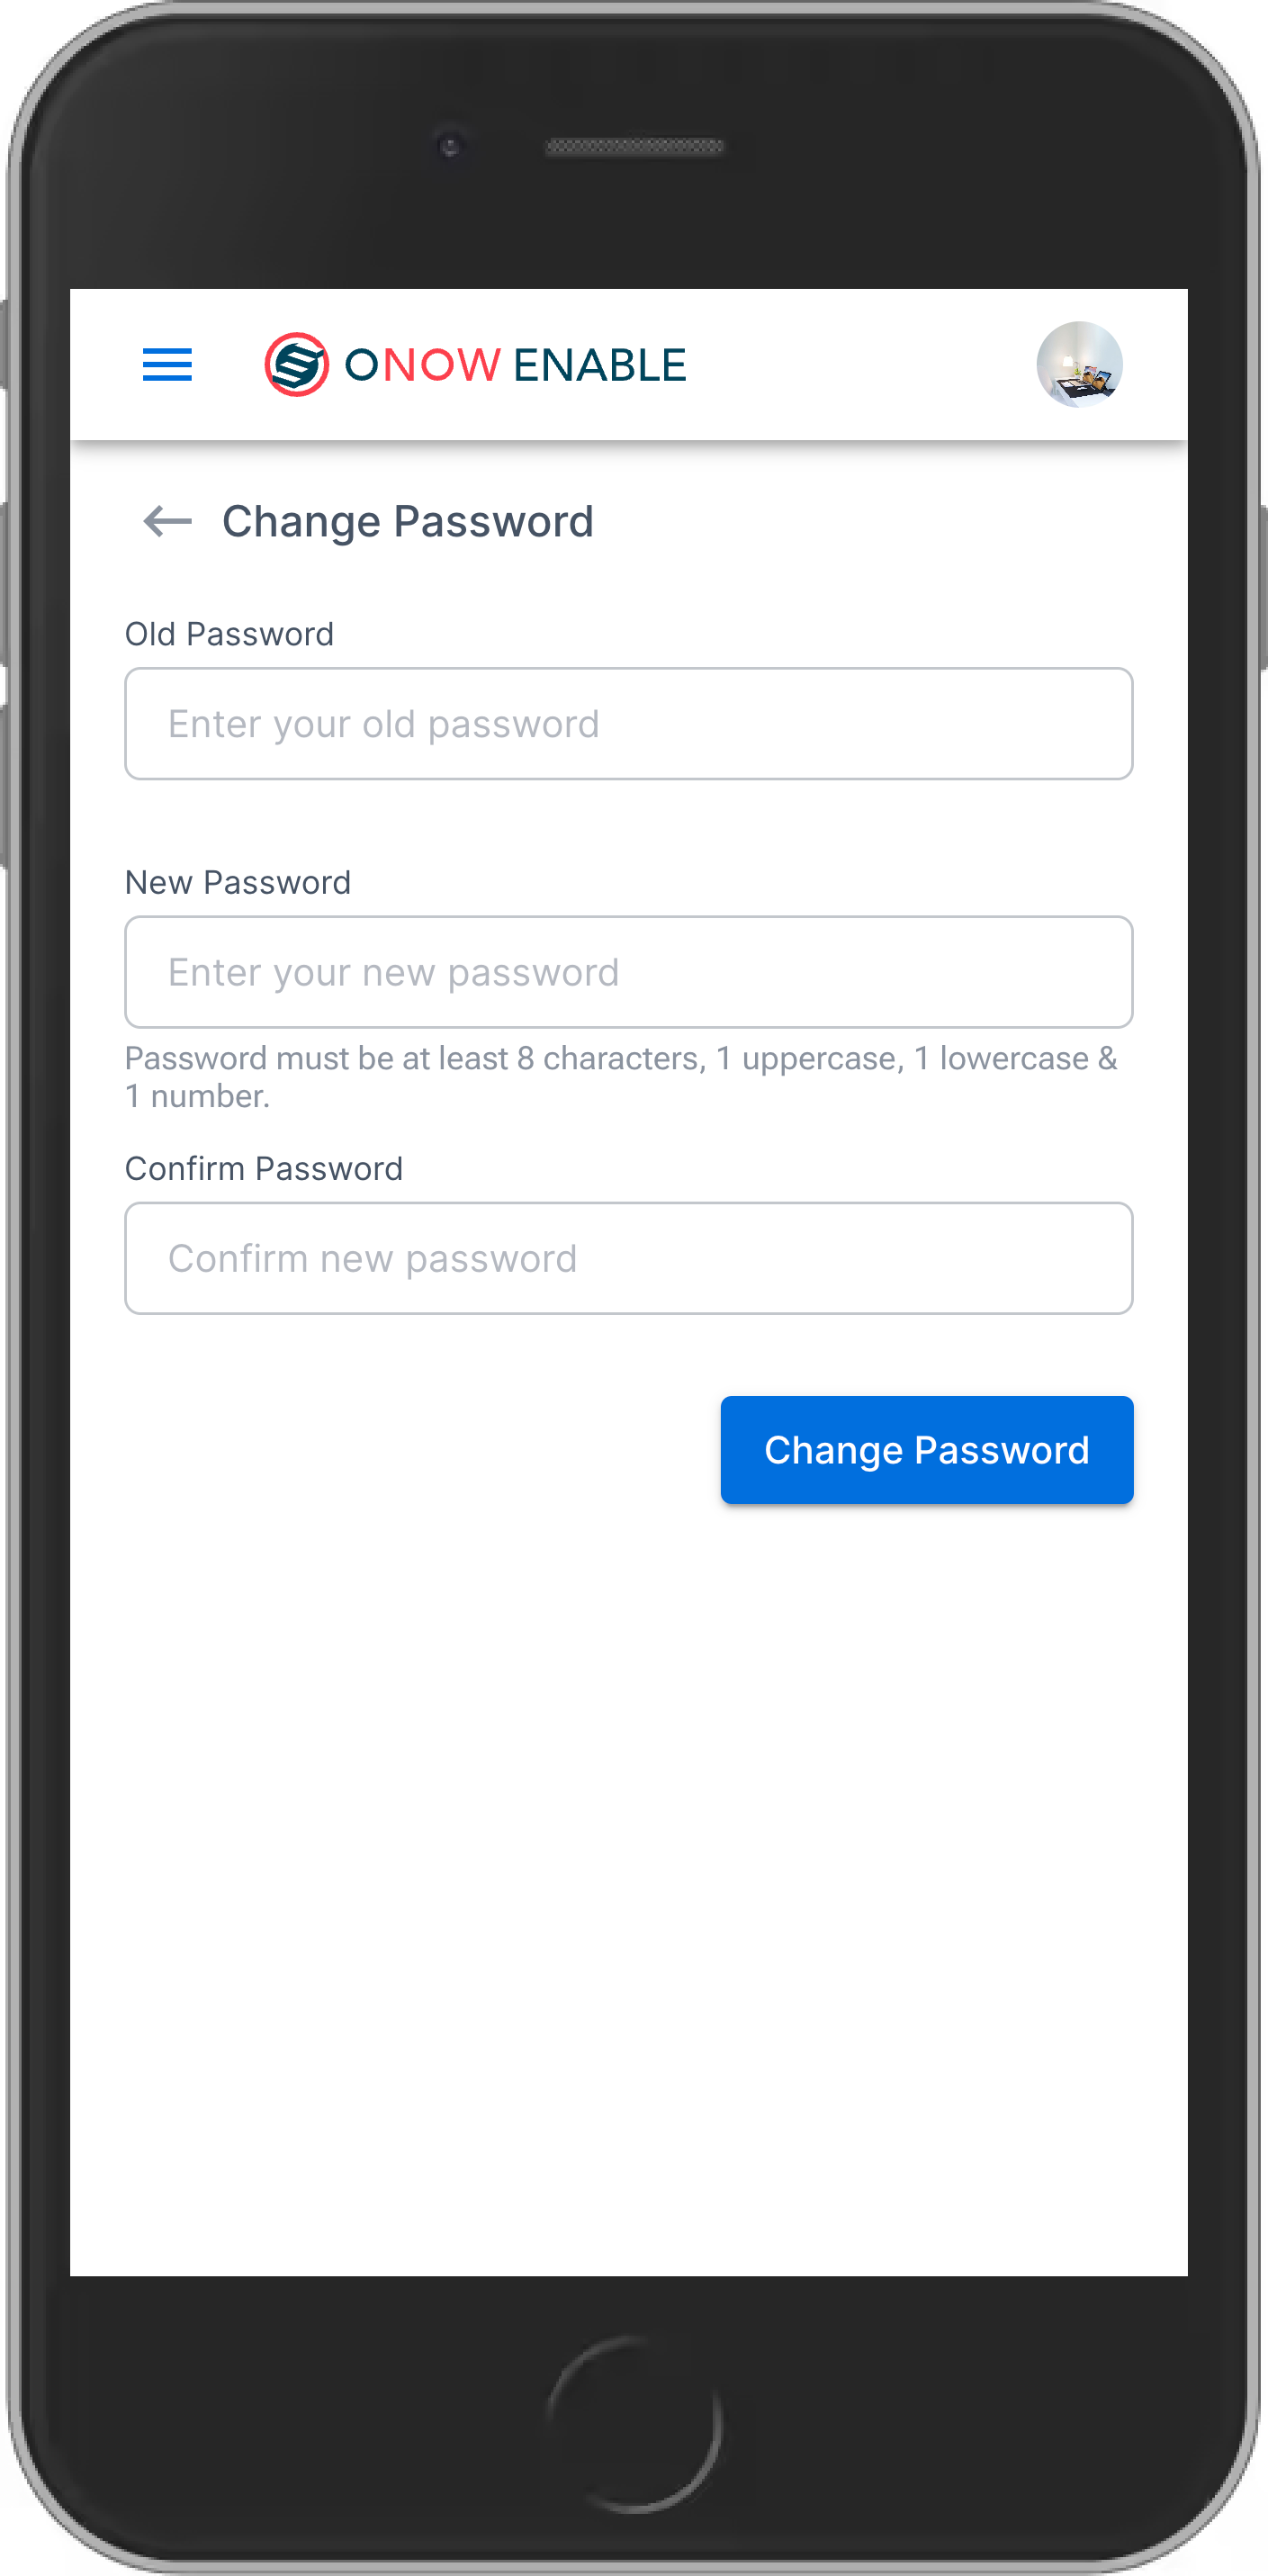 ONOW ENABLE
Change Password
Old Password
Enter your old password
New Password
Enter your new password
Password must be at least 8 characters, 1 uppercase, 1 lowercase &
1 number.
Confirm Password
Confirm new password
Change Password